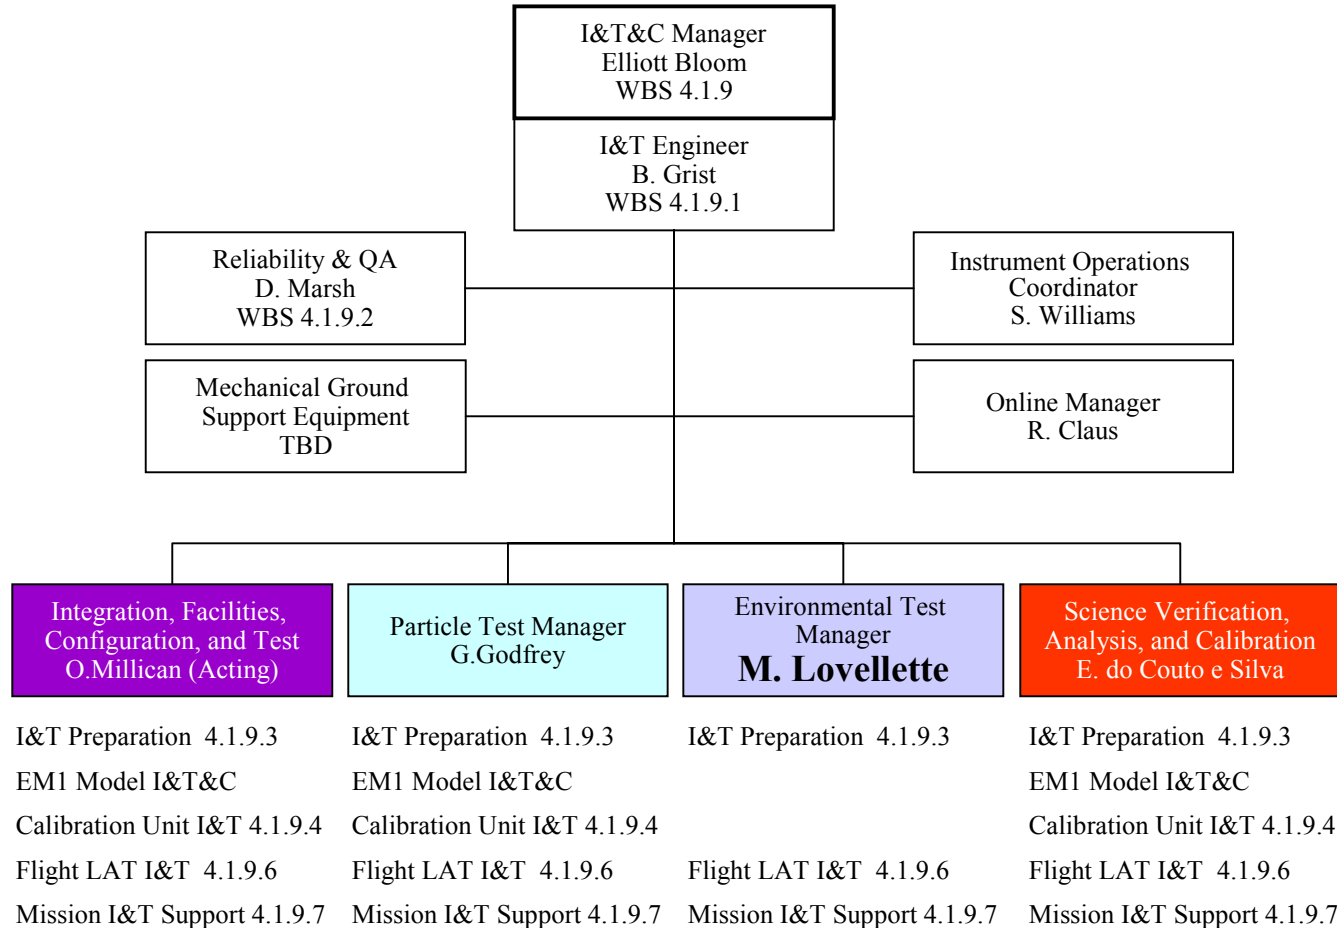 I&T&C Manager
Elliott Bloom
WBS 4.1.9
I&T Engineer
B. Grist
WBS 4.1.9.1
Reliability & QA
D. Marsh
WBS 4.1.9.2
Instrument Operations
Coordinator
S. Williams
Mechanical Ground
Support Equipment
TBD
Online Manager
R. Claus
Integration, Facilities,
Configuration, and Test
O.Millican (Acting)
Particle Test Manager
G.Godfrey
Environmental Test
Manager
M. Lovellette
Science Verification,
Analysis, and Calibration
E. do Couto e Silva
I&T Preparation 4.1.9.3
EM1 Model I&T&C
Calibration Unit I&T 4.1.9.4
Flight LAT I&T 4.1.9.6
Mission I&T Support 4.1.9.7
I&T Preparation 4.1.9.3
EM1 Model I&T&C
Calibration Unit I&T 4.1.9.4
Flight LAT I&T 4.1.9.6
Mission I&T Support 4.1.9.7
I&T Preparation 4.1.9.3
Flight LAT I&T 4.1.9.6
Mission I&T Support 4.1.9.7
I&T Preparation 4.1.9.3
EM1 Model I&T&C
Calibration Unit I&T 4.1.9.4
Flight LAT I&T 4.1.9.6
Mission I&T Support 4.1.9.7